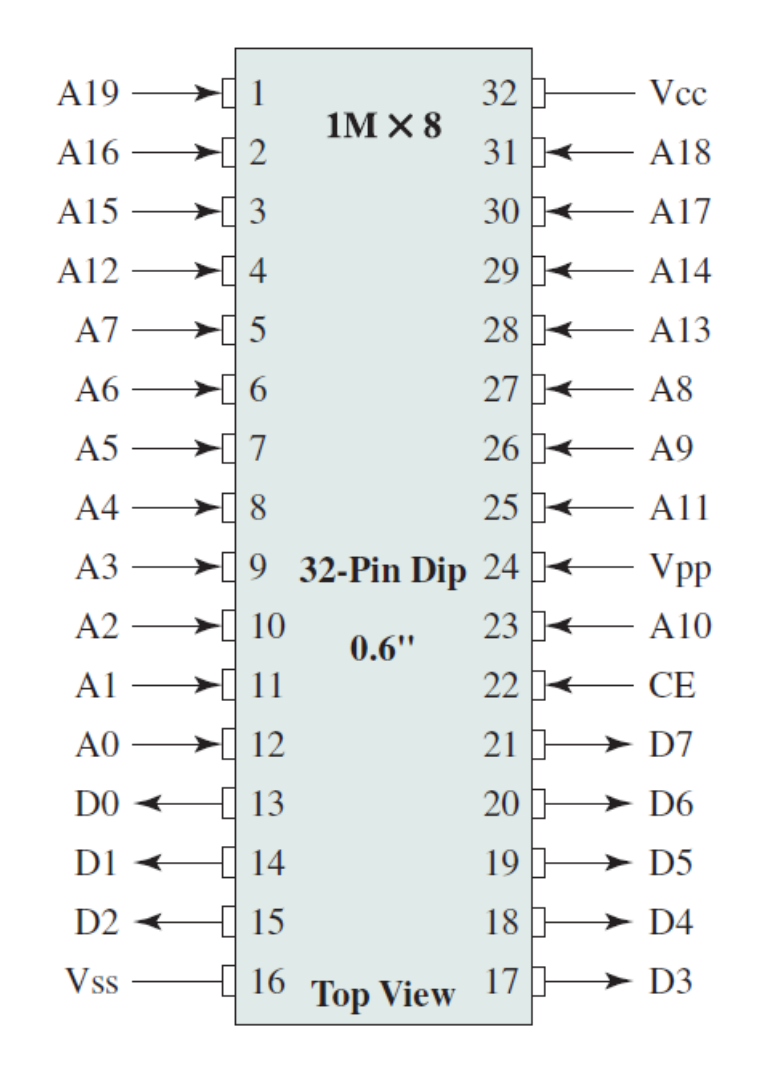 A19 1 32 Vcc
1M × 8
A16 2 31 A18
A15 3 30 A17
A12 4 29 A14
A7 5 28 A13
A6 6 27 A8
A5 7 26 A9
A4 8 25 A11
A3 9 32-Pin Dip 24 Vpp
A2 10 23 A10
0.6"
A1 11 22 CE
A0 12 21 D7
D0 13 20 D6
D1 14 19 D5
D2 15 18 D4
Vss 16 Top View 17 D3